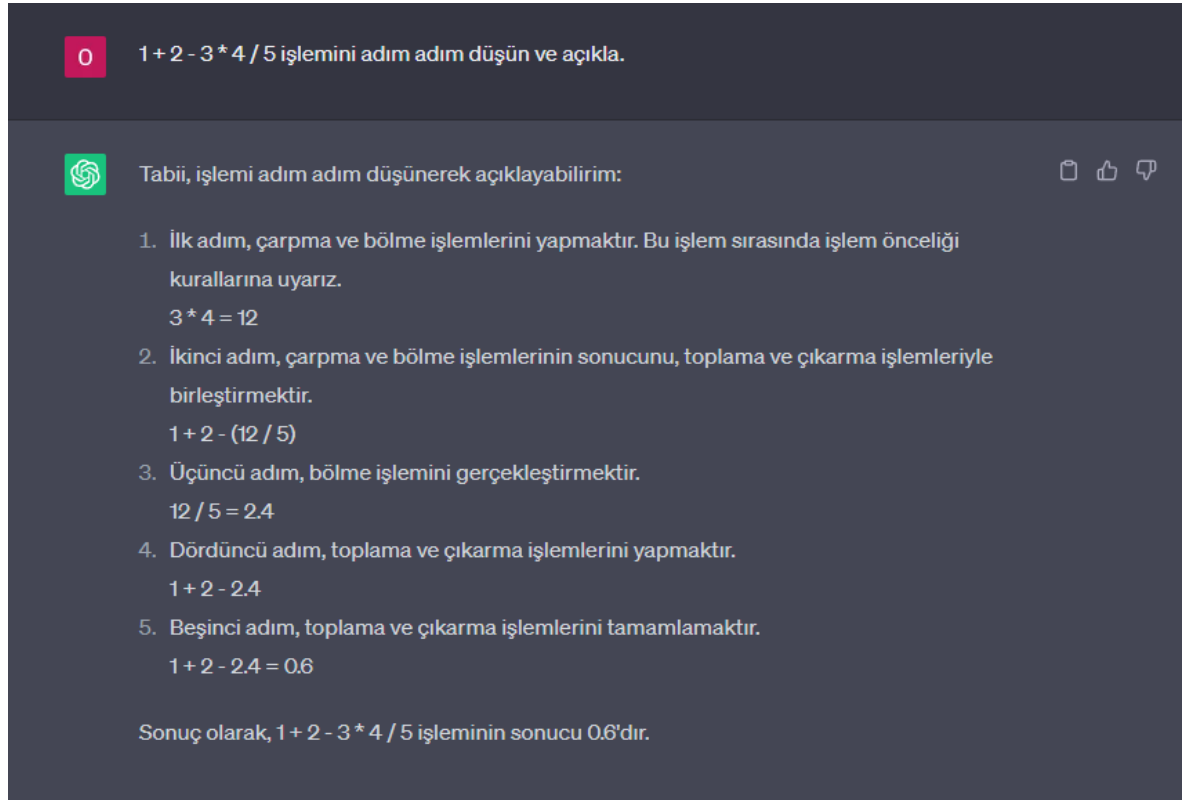 O
1 + 2 - 3 * 4 / 5 işlemini adım adım düşün ve açıkla.
Tabii, işlemi adım adım düşünerek açıklayabilirim:
1. İlk adım, çarpma ve bölme işlemlerini yapmaktır. Bu işlem sırasında işlem önceliği
kurallarına uyarız.
3 * 4 = 12
2. İkinci adım, çarpma ve bölme işlemlerinin sonucunu, toplama ve çıkarma işlemleriyle
birleştirmektir.
1 + 2 - (12 / 5)
3. Üçüncü adım, bölme işlemini gerçekleştirmektir.
12 / 5 = 2.4
4. Dördüncü adım, toplama ve çıkarma işlemlerini yapmaktır.
1 + 2 - 2.4
5. Beşinci adım, toplama ve çıkarma işlemlerini tamamlamaktır.
1 + 2 - 2.4 = 0.6
Sonuç olarak, 1 + 2 - 3 * 4 / 5 işleminin sonucu 0.6'dır.